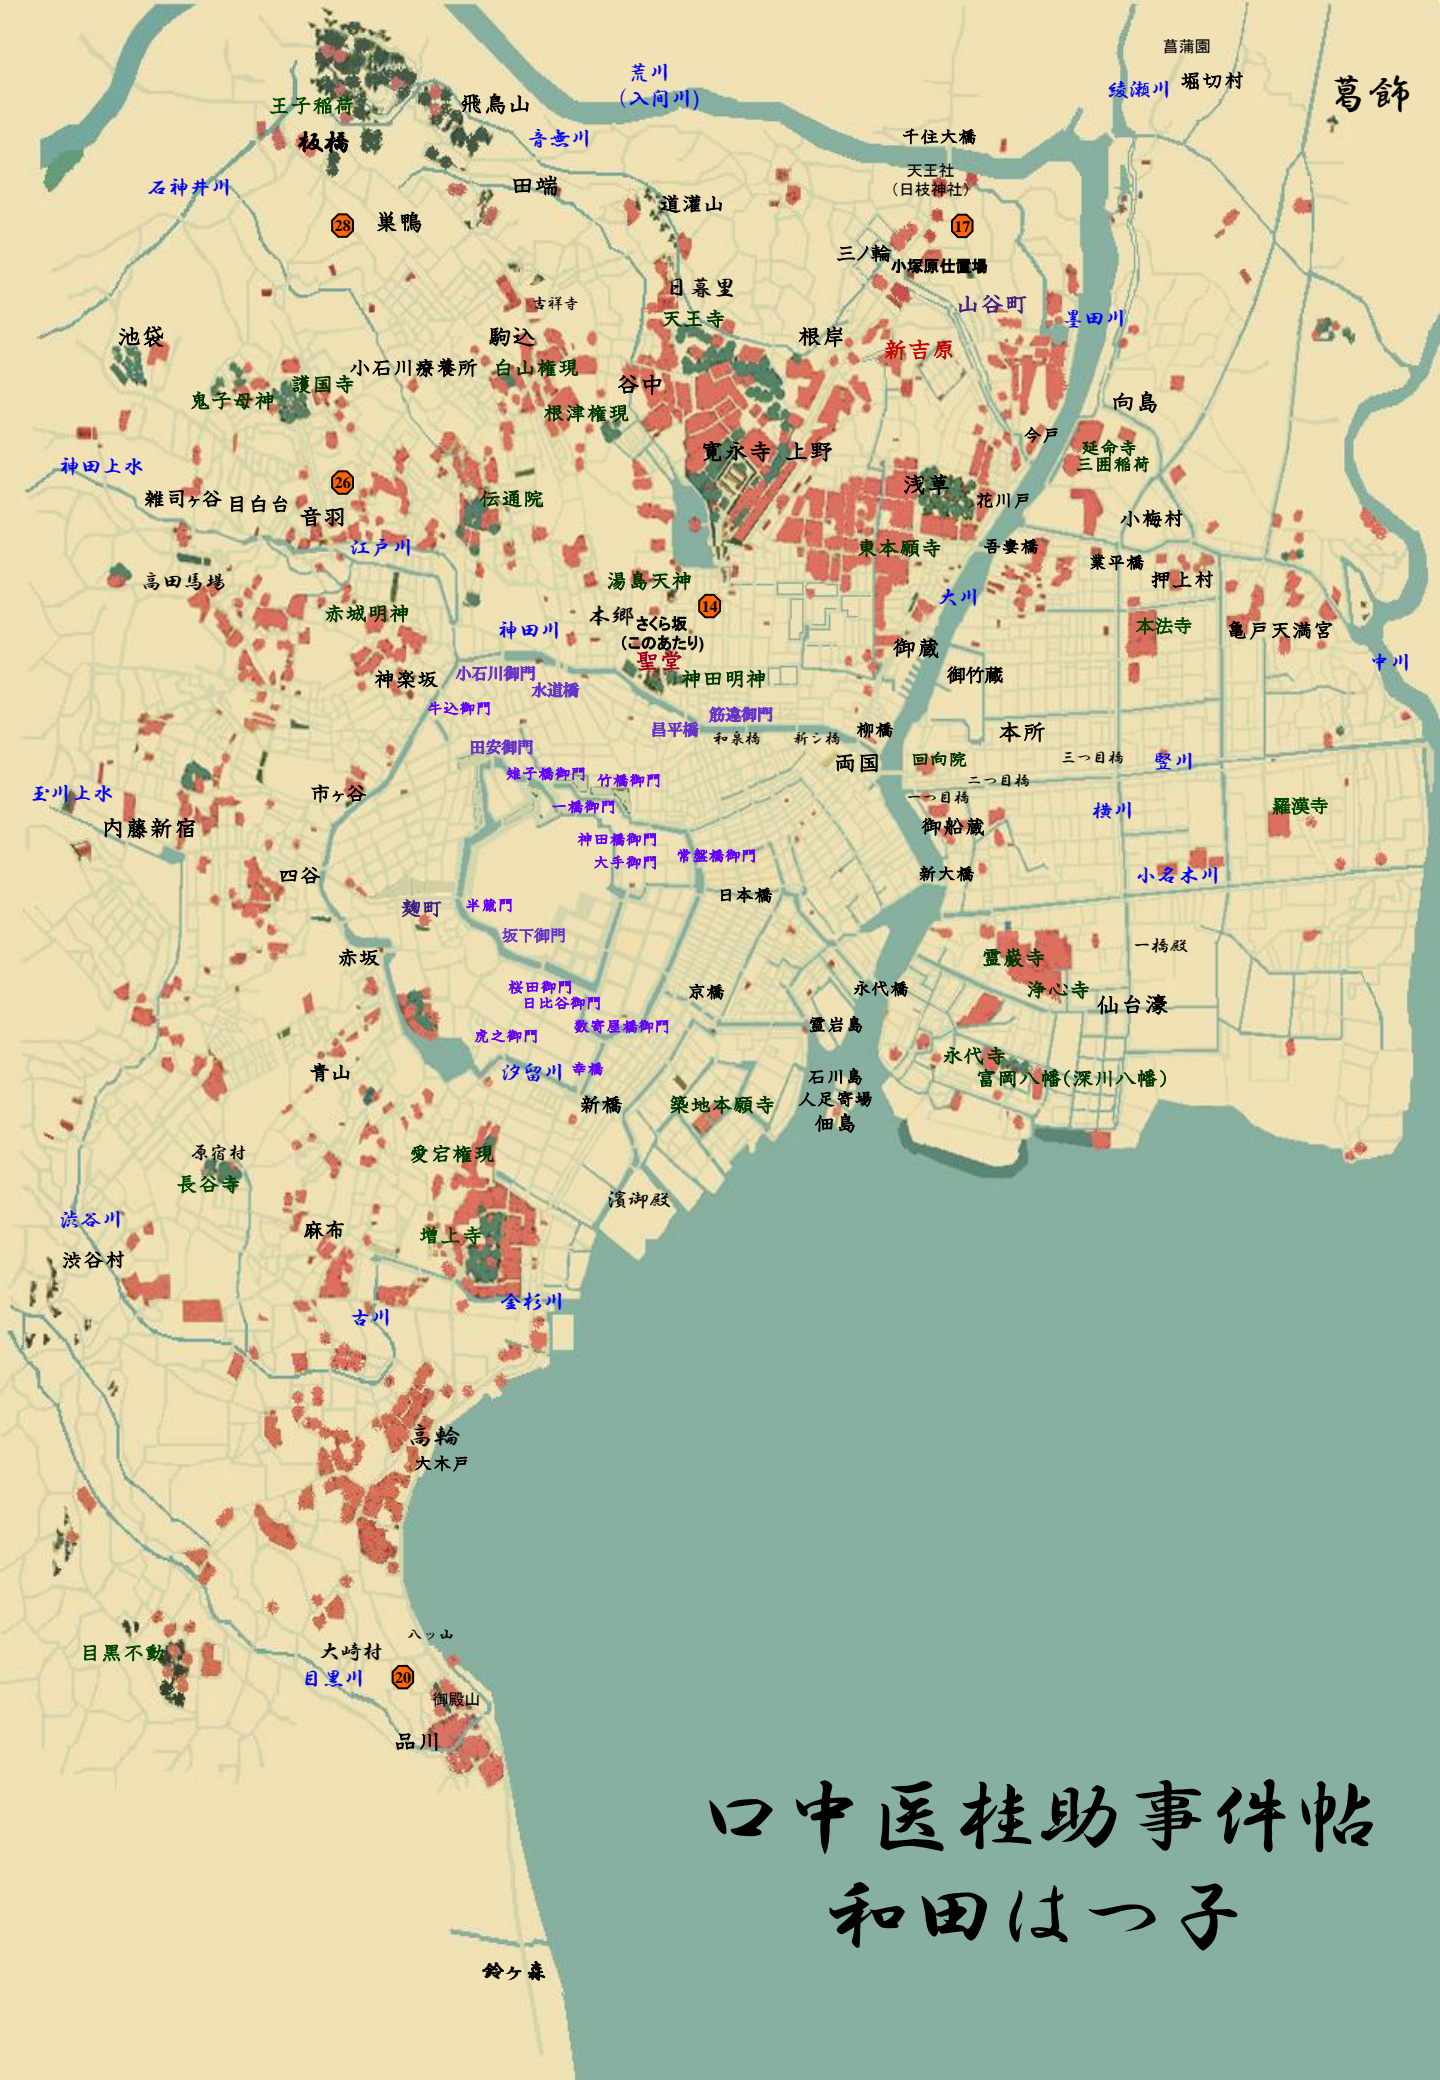 菖蒲園
堀切村
葛飾
綾瀬川
荒川
(入间川)
王子稲荷
飛鳥山
板橋
音無川
千住大橋
天王社
(日枝神社)
石神井川
田端
道灌山
28
巣鴨
17
三ノ輪
小塚原仕置場
日暮里
吉祥寺
山谷町
墨田川
天王寺
池袋
駒込
根岸
新吉原
小石川療養所
白山権現
護国寺
谷中
鬼子母神
根津権現
向島
今戸
延命寺
三囲稲荷
寛永寺
上野
神田上水
26
浅草
雑司ヶ谷
目白台
音羽
伝通院
花川戸
小梅村
江戸川
東本願寺
吾妻橋
業平橋
高田馬場
湯島天神
押上村
14
大川
赤城明神
本郷
さくら坂
(このあたり)
神田川
本法寺
亀戸天満宮
聖堂
御蔵
中川
神楽坂
小石川御門
水道橋
神田明神
御竹蔵
牛込御門
筋違御門
昌平橋
和泉橋
新シ橋
柳橋
本所
田安御門
両国
回向院
三つ目橋
竪川
雉子橋御門
竹橋御門
二つ目橋
玉川上水
市ヶ谷
一つ目橋
一橋御門
横川
羅漢寺
内藤新宿
神田橋御門
御船蔵
大手御門
常盤橋御門
四谷
新大橋
小名木川
日本橋
麹町
半蔵門
坂下御門
一橋殿
赤坂
霊巌寺
桜田御門
京橋
永代橋
浄心寺
日比谷御門
仙台濠
数寄屋橋御門
霊岩島
虎之御門
永代寺
青山
汐留川
幸橋
石川島
富岡八幡(深川八幡)
新橋
築地本願寺
人足寄場
佃島
原宿村
愛宕権現
長谷寺
濱御殿
渋谷川
麻布
増上寺
渋谷村
金杉川
古川
高輪
大木戸
八ッ山
目黒不動
大崎村
目黒川
20
御殿山
品川
口中医桂助事件帖
和田はつ子
鈴ヶ森